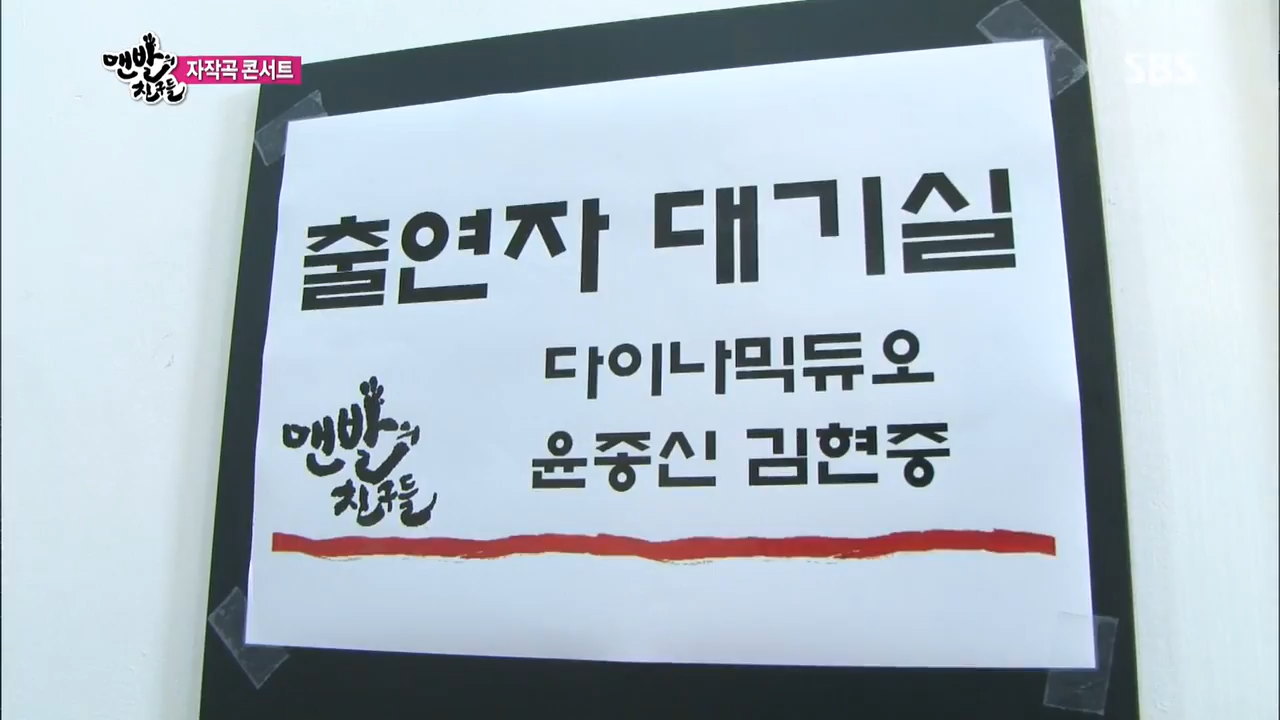 맨발의 친구들
자작곡 콘서트
SBS
출연자 대기실
다이나믹듀오
윤종신 김현중
맨발의
친구들